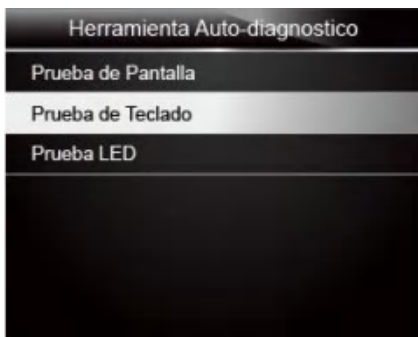 Herramienta Auto-diagnostico
Prueba de Pantalla
Prueba de Teclado
Prueba LED